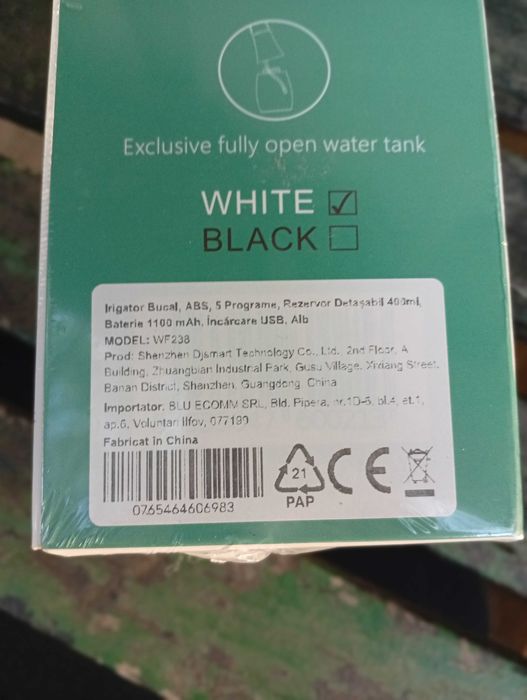 Exclusive fully open water tank
WHITE
BLACK
Irigator Bucal, ABS, 5 Programe, Rezervor Detașabil 400ml,
Baterie 1100 mAh, Încărcare USB, Alb
MODEL: WF238
Prod: Shenzhen Djsmart Technology Co., Ltd., 2nd Floor, A
Building, Zhuangbian Industrial Park, Gusu Village, Xixiang Street,
Banan District, Shenzhen, Guangdong, China
Importator: BLU ECOMM SRL, Bld. Pipera, nr.1D-6, bl.4, et.1,
ap.6, Voluntari Ilfov, 077190
Fabricat în China
0765464606983
21
PAP
CE